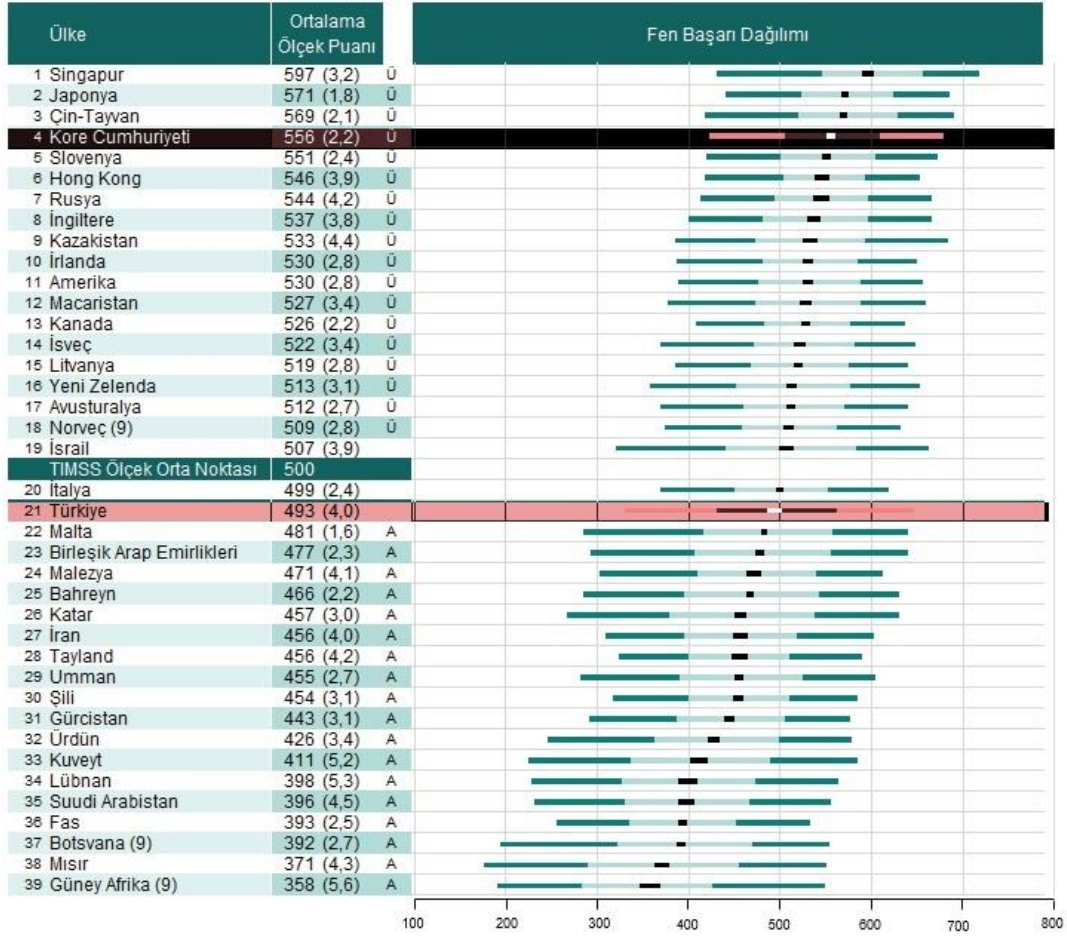 Ülke Ortalama Ölçek Puanı Fen Başarı Dağılımı
1 Singapur 597 (3,2) Ü
2 Japonya 571 (1,8) Ü
3 Çin-Tayvan 569 (2,1) Ü
4 Kore Cumhuriyeti 556 (2,2) Ü
5 Slovenya 551 (2,4) Ü
6 Hong Kong 546 (3,9) Ü
7 Rusya 544 (4,2) Ü
8 İngiltere 537 (3,8) Ü
9 Kazakistan 533 (4,4) Ü
10 İrlanda 530 (2,8) Ü
11 Amerika 530 (2,8) Ü
12 Macaristan 527 (3,4) Ü
13 Kanada 526 (2,2) Ü
14 İsveç 522 (3,4) Ü
15 Litvanya 519 (2,8) Ü
16 Yeni Zelenda 513 (3,1) Ü
17 Avusturalya 512 (2,7) Ü
18 Norveç (9) 509 (2,8) Ü
19 İsrail 507 (3,9)
TIMSS Ölçek Orta Noktası 500
20 İtalya 499 (2,4)
21 Türkiye 493 (4,0)
22 Malta 481 (1,6) A
23 Birleşik Arap Emirlikleri 477 (2,3) A
24 Malezya 471 (4,1) A
25 Bahreyn 466 (2,2) A
26 Katar 457 (3,0) A
27 İran 456 (4,0) A
28 Tayland 456 (4,2) A
29 Umman 455 (2,7) A
30 Şili 454 (3,1) A
31 Gürcistan 443 (3,1) A
32 Ürdün 426 (3,4) A
33 Kuveyt 411 (5,2) A
34 Lübnan 398 (5,3) A
35 Suudi Arabistan 396 (4,5) A
36 Fas 393 (2,5) A
37 Botsvana (9) 392 (2,7) A
38 Mısır 371 (4,3) A
39 Güney Afrika (9) 358 (5,6) A
100 200 300 400 500 600 700 800